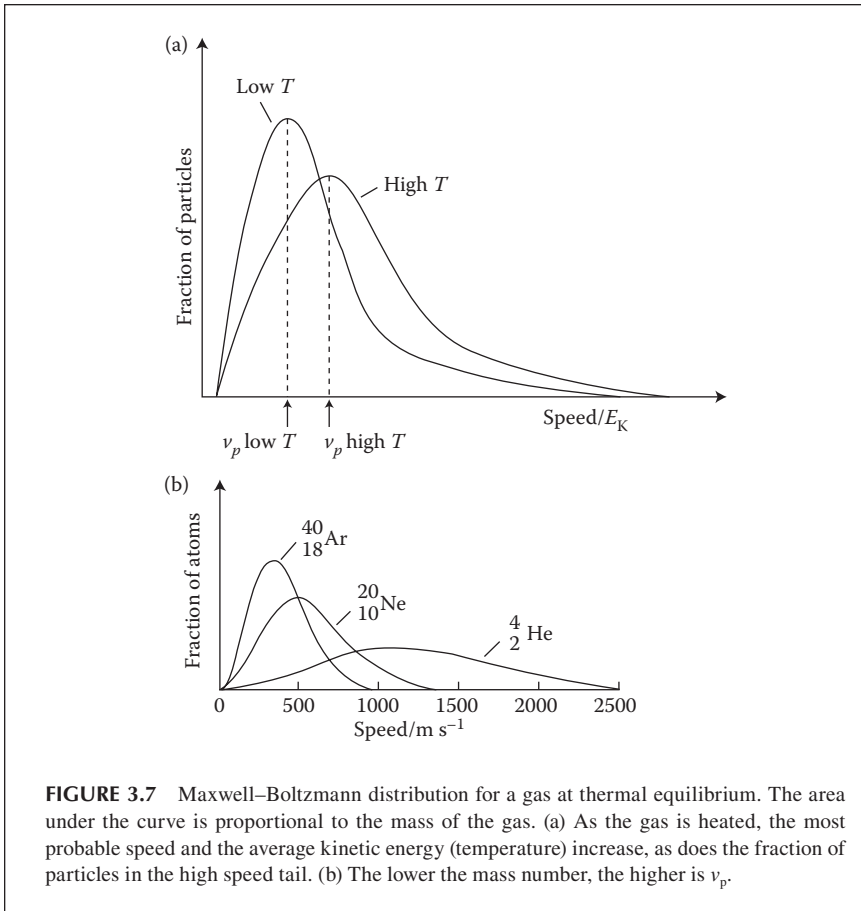 (a)
Low T
High T
Fraction of particles
Speed/E_K
v_p low T
v_p high T
(b)
Fraction of atoms
40
18 Ar
20
10 Ne
4
2 He
0 500 1000 1500 2000 2500
Speed/m s⁻¹
FIGURE 3.7 Maxwell–Boltzmann distribution for a gas at thermal equilibrium. The area
under the curve is proportional to the mass of the gas. (a) As the gas is heated, the most
probable speed and the average kinetic energy (temperature) increase, as does the fraction of
particles in the high speed tail. (b) The lower the mass number, the higher is v_p.